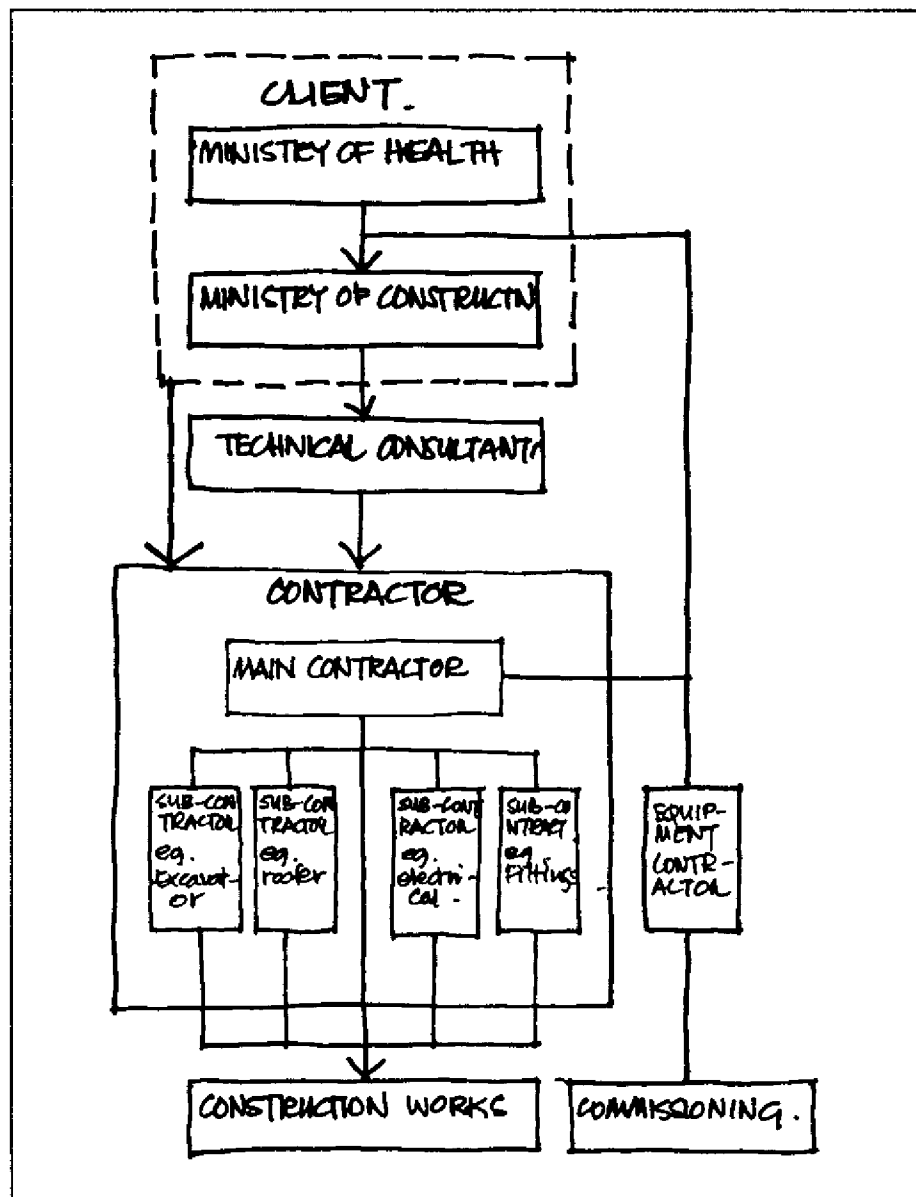 CLIENT.
MINISTRY OF HEALTH
MINISTRY OF CONSTRUCTIN
TECHNICAL CONSULTANT
CONTRACTOR
MAIN CONTRACTOR
SUB-CON
TRACTOR
eg.
Excavat-
or
SUB-CON
TRACTOR
eg.
roofer
SUB-CONT
RACTOR
eg.
electri-
cal.
SUB-CO
NTRACT
eg.
Fittings
EQUIP-
MENT
CONTR-
ACTOR
CONSTRUCTION WORKS
COMMISSIONING.